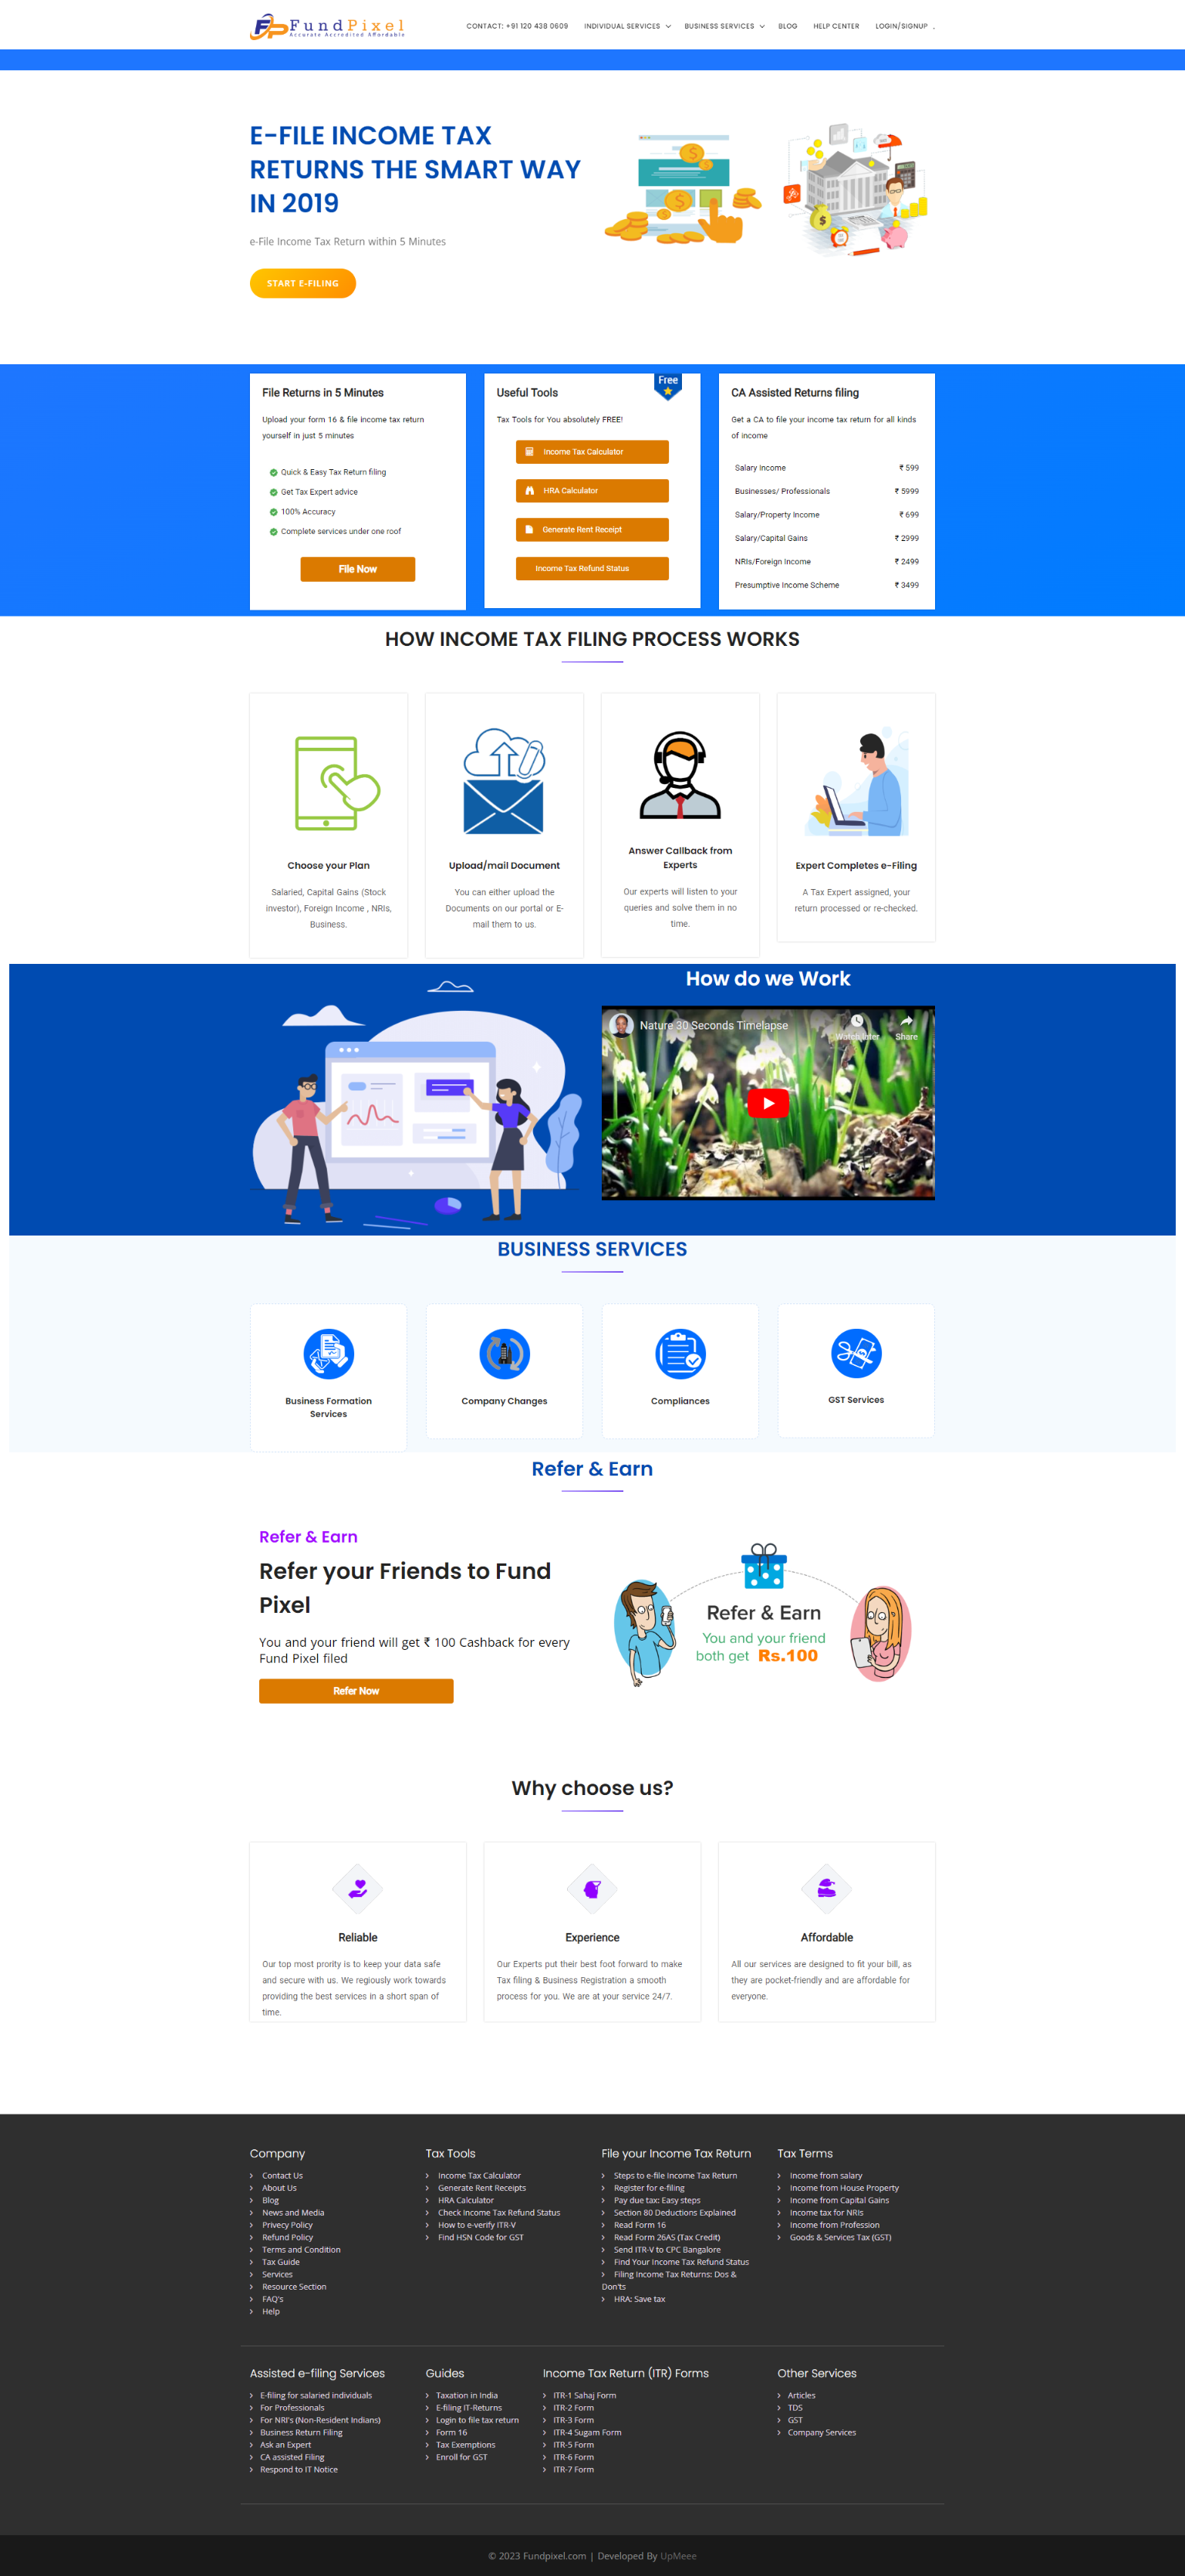 FundPixel
Accurate Accredited Affordable
CONTACT: +91 120 438 0609
INDIVIDUAL SERVICES
BUSINESS SERVICES
BLOG
HELP CENTER
LOGIN/SIGNUP
E-FILE INCOME TAX
RETURNS THE SMART WAY
IN 2019
e-File Income Tax Return within 5 Minutes
START E-FILING
File Returns in 5 Minutes
Upload your form 16 & file income tax return
yourself in just 5 minutes
Quick & Easy Tax Return filing
Get Tax Expert advice
100% Accuracy
Complete services under one roof
File Now
Useful Tools
Free
Tax Tools for You absolutely FREE!
Income Tax Calculator
HRA Calculator
Generate Rent Receipt
Income Tax Refund Status
CA Assisted Returns filing
Get a CA to file your income tax return for all kinds
of income
Salary Income ₹ 599
Businesses/ Professionals ₹ 5999
Salary/Property Income ₹ 699
Salary/Capital Gains ₹ 2999
NRIs/Foreign Income ₹ 2499
Presumptive Income Scheme ₹ 3499
HOW INCOME TAX FILING PROCESS WORKS
Choose your Plan
Salaried, Capital Gains (Stock
investor), Foreign Income , NRIs,
Business.
Upload/mail Document
You can either upload the
Documents on our portal or E-
mail them to us.
Answer Callback from
Experts
Our experts will listen to your
queries and solve them in no
time.
Expert Completes e-Filing
A Tax Expert assigned, your
return processed or re-checked.
How do we Work
Nature 30 Seconds Timelapse
Watch later
Share
BUSINESS SERVICES
Business Formation
Services
Company Changes
Compliances
GST Services
Refer & Earn
Refer & Earn
Refer your Friends to Fund
Pixel
You and your friend will get ₹ 100 Cashback for every
Fund Pixel filed
Refer Now
Refer & Earn
You and your friend
both get Rs.100
Why choose us?
Reliable
Our top most prority is to keep your data safe
and secure with us. We regiously work towards
providing the best services in a short span of
time.
Experience
Our Experts put their best foot forward to make
Tax filing & Business Registration a smooth
process for you. We are at your service 24/7.
Affordable
All our services are designed to fit your bill, as
they are pocket-friendly and are affordable for
everyone.
Company
Contact Us
About Us
Blog
News and Media
Privecy Policy
Refund Policy
Terms and Condition
Tax Guide
Services
Resource Section
FAQ's
Help
Tax Tools
Income Tax Calculator
Generate Rent Receipts
HRA Calculator
Check Income Tax Refund Status
How to e-verify ITR-V
Find HSN Code for GST
File your Income Tax Return
Steps to e-file Income Tax Return
Register for e-filing
Pay due tax: Easy steps
Section 80 Deductions Explained
Read Form 16
Read Form 26AS (Tax Credit)
Send ITR-V to CPC Bangalore
Find Your Income Tax Refund Status
Filing Income Tax Returns: Dos &
Don'ts
HRA: Save tax
Tax Terms
Income from salary
Income from House Property
Income from Capital Gains
Income tax for NRIs
Income from Profession
Goods & Services Tax (GST)
Assisted e-filing Services
E-filing for salaried individuals
For Professionals
For NRI's (Non-Resident Indians)
Business Return Filing
Ask an Expert
CA assisted Filing
Respond to IT Notice
Guides
Taxation in India
E-filing IT-Returns
Login to file tax return
Form 16
Tax Exemptions
Enroll for GST
Income Tax Return (ITR) Forms
ITR-1 Sahaj Form
ITR-2 Form
ITR-3 Form
ITR-4 Sugam Form
ITR-5 Form
ITR-6 Form
ITR-7 Form
Other Services
Articles
TDS
GST
Company Services
© 2023 Fundpixel.com | Developed By UpMeee